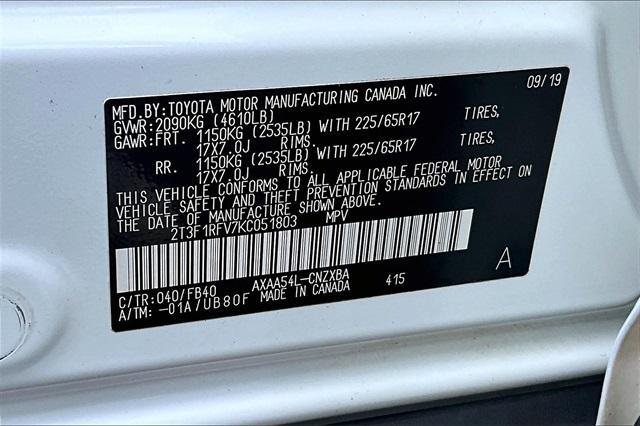 09/19
MFD.BY:TOYOTA MOTOR MANUFACTURING CANADA INC.
GVWR:2090KG (4610LB)
GAWR:FRT. 1150KG (2535LB) WITH 225/65R17 TIRES,
17X7.0J RIMS.
RR. 1150KG (2535LB) WITH 225/65R17 TIRES,
17X7.0J RIMS.
THIS VEHICLE CONFORMS TO ALL APPLICABLE FEDERAL MOTOR
VEHICLE SAFETY AND THEFT PREVENTION STANDARDS IN EFFECT ON
THE DATE OF MANUFACTURE SHOWN ABOVE.
2T3F1RFV7KC051803 MPV
A
C/TR:040/FB40 AXAA54L-CNZXBA 415
A/TM:-01A/UB80F MADE IN CANADA